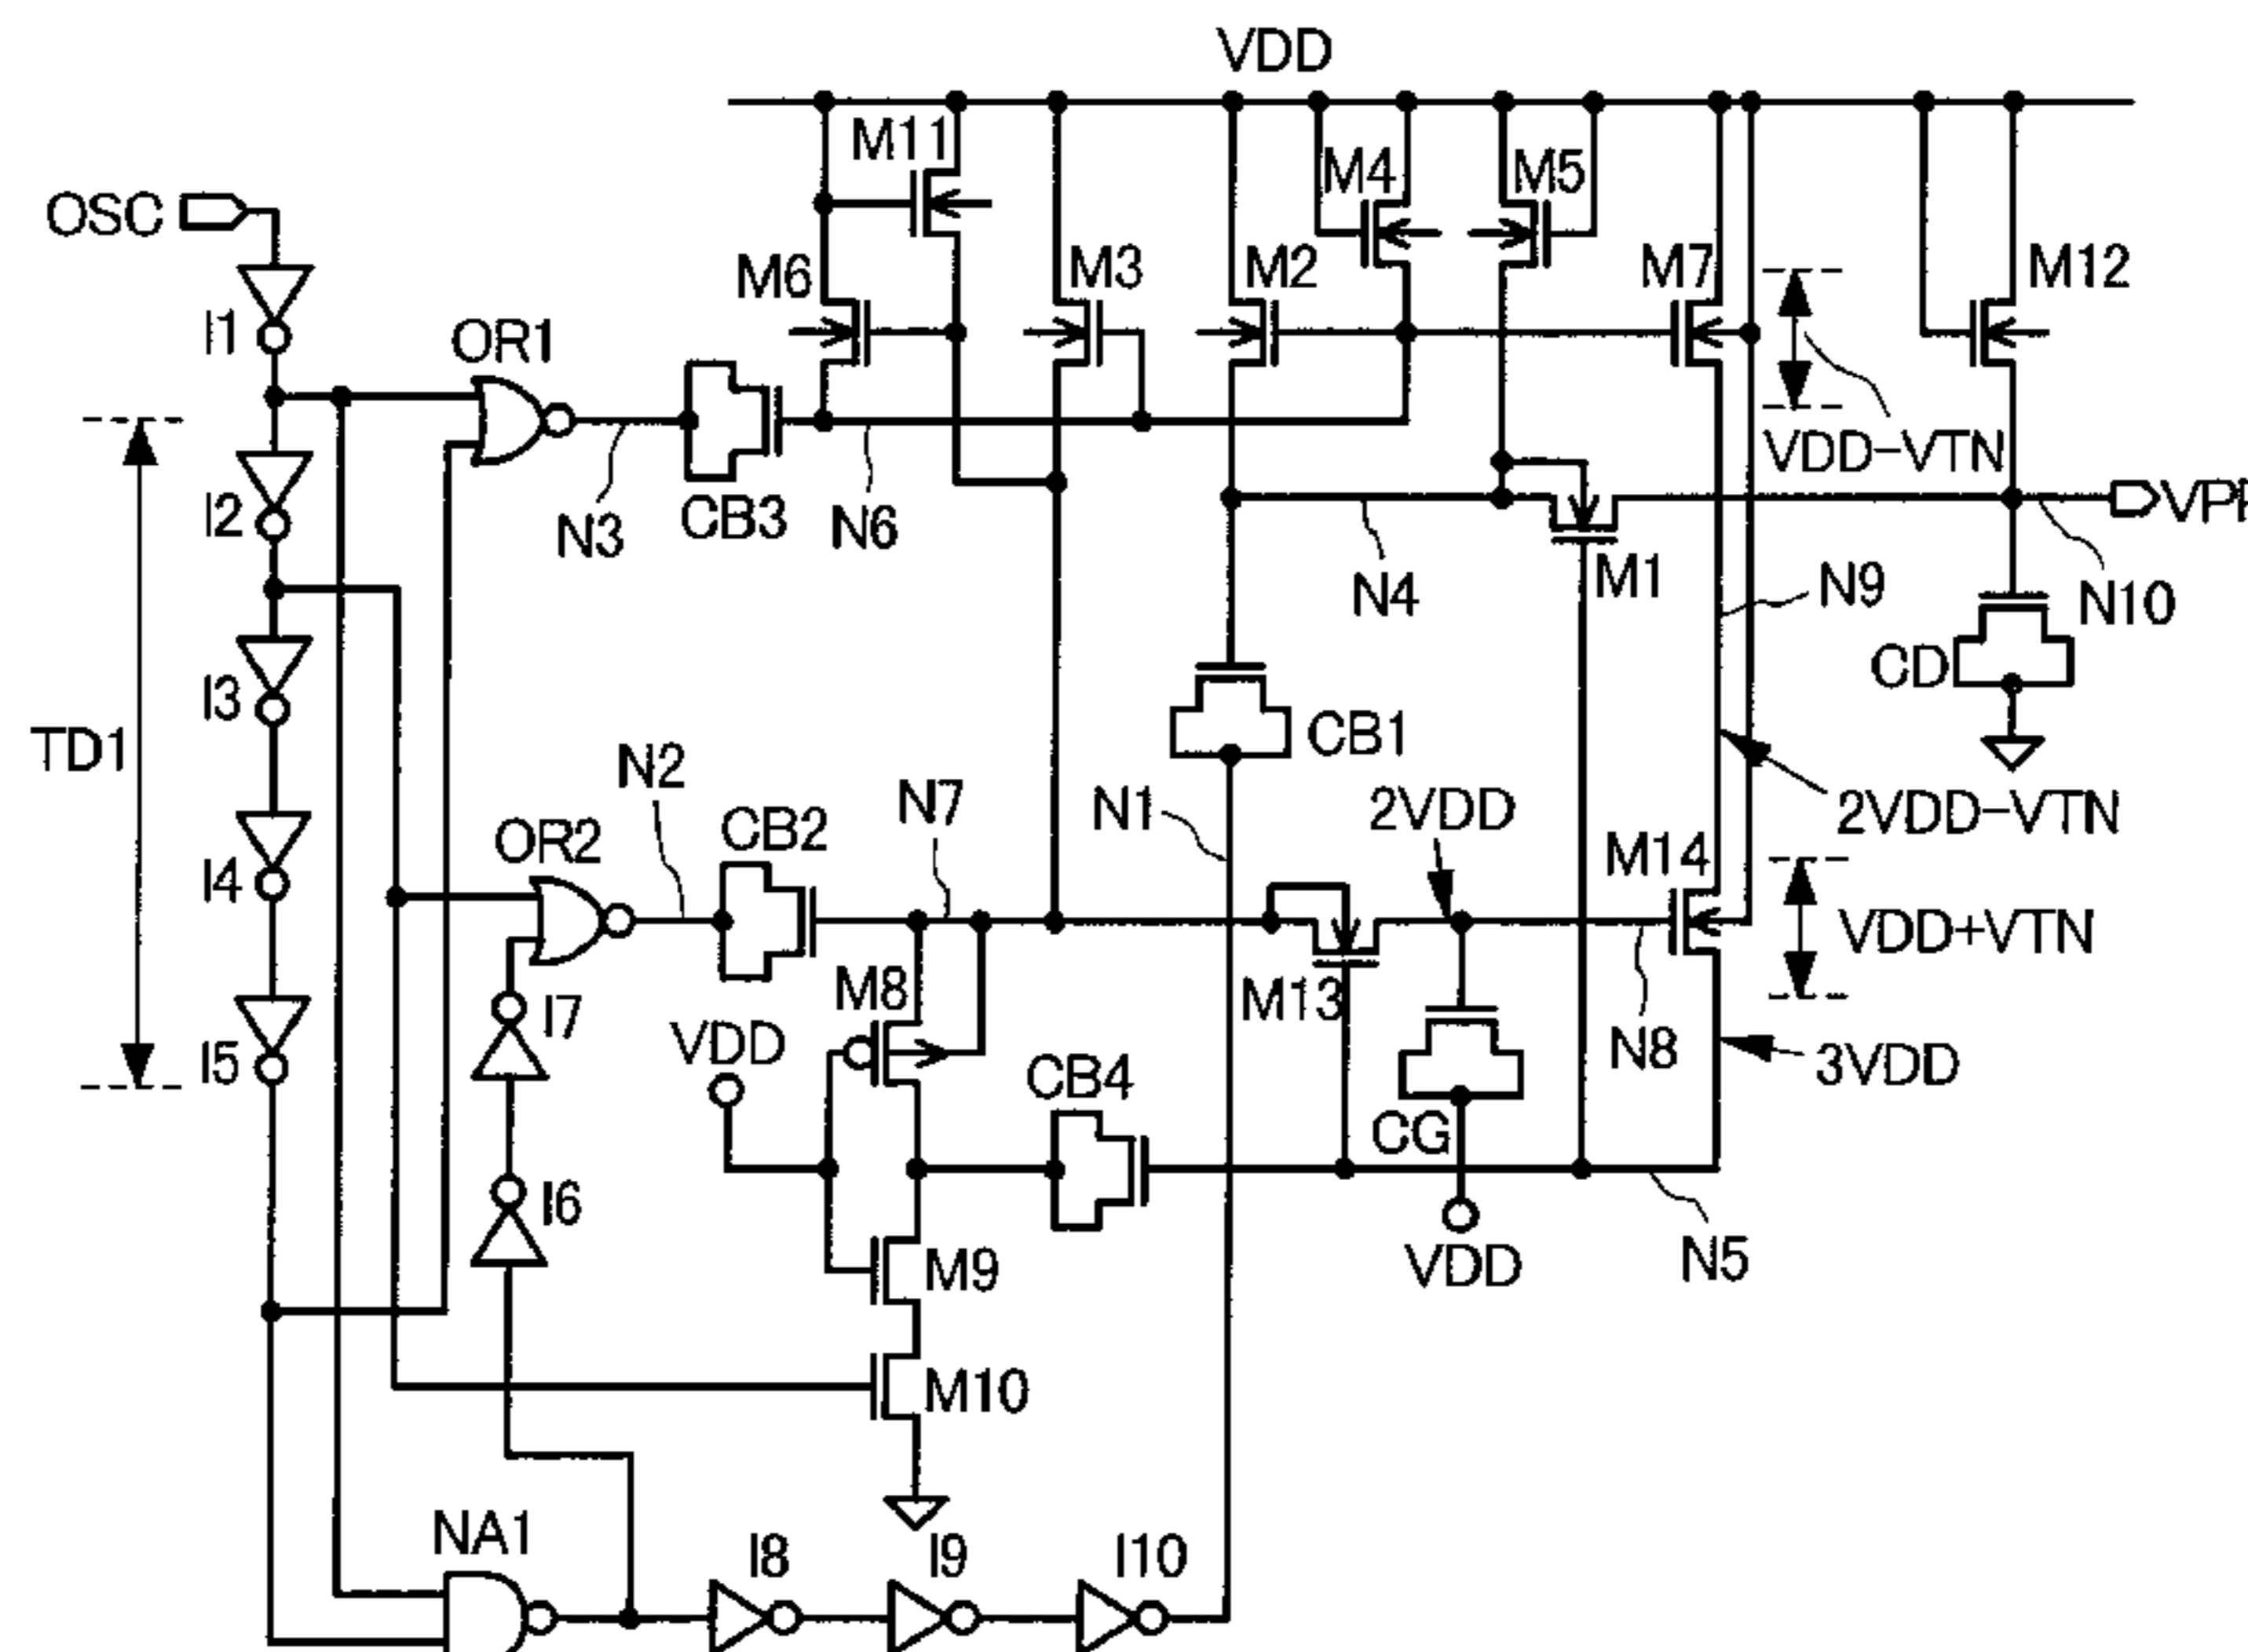 VDD
M11
M4
M5
OSC
M6
M3
M2
M7
M12
I1
OR1
VDD-VTN
I2
N3
CB3
N6
VPP
N4
M1
N9
N10
I3
CD
TD1
N2
CB2
N7
N1
CB1
2VDD
2VDD-VTN
OR2
M14
I4
VDD+VTN
M8
M13
I7
VDD
N8
3VDD
I5
CB4
CG
I6
N5
M9
VDD
M10
NA1
I8
I9
I10